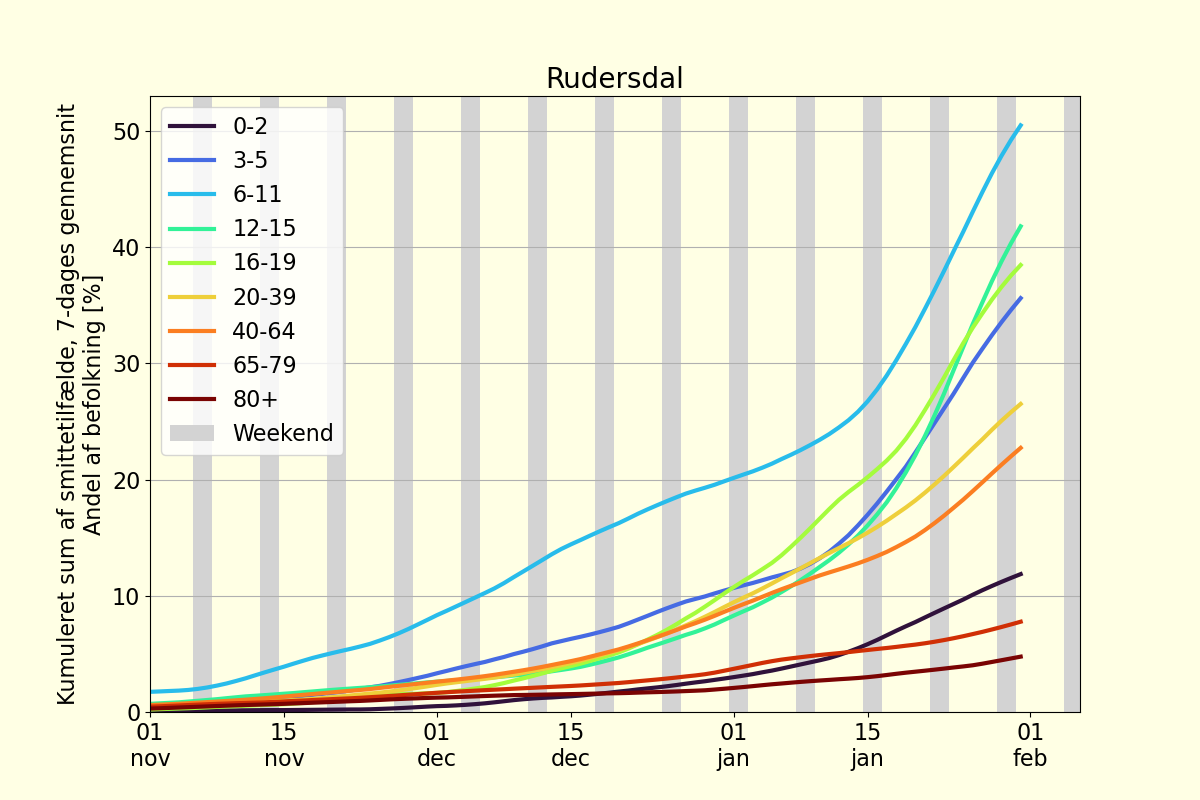 Rudersdal
Kumuleret sum af smittetilfælde, 7-dages gennemsnit
Andel af befolkning [%]
50
40
30
20
10
0
0-2
3-5
6-11
12-15
16-19
20-39
40-64
65-79
80+
Weekend
01 15 01 15 01 15 01
nov nov dec dec jan jan feb